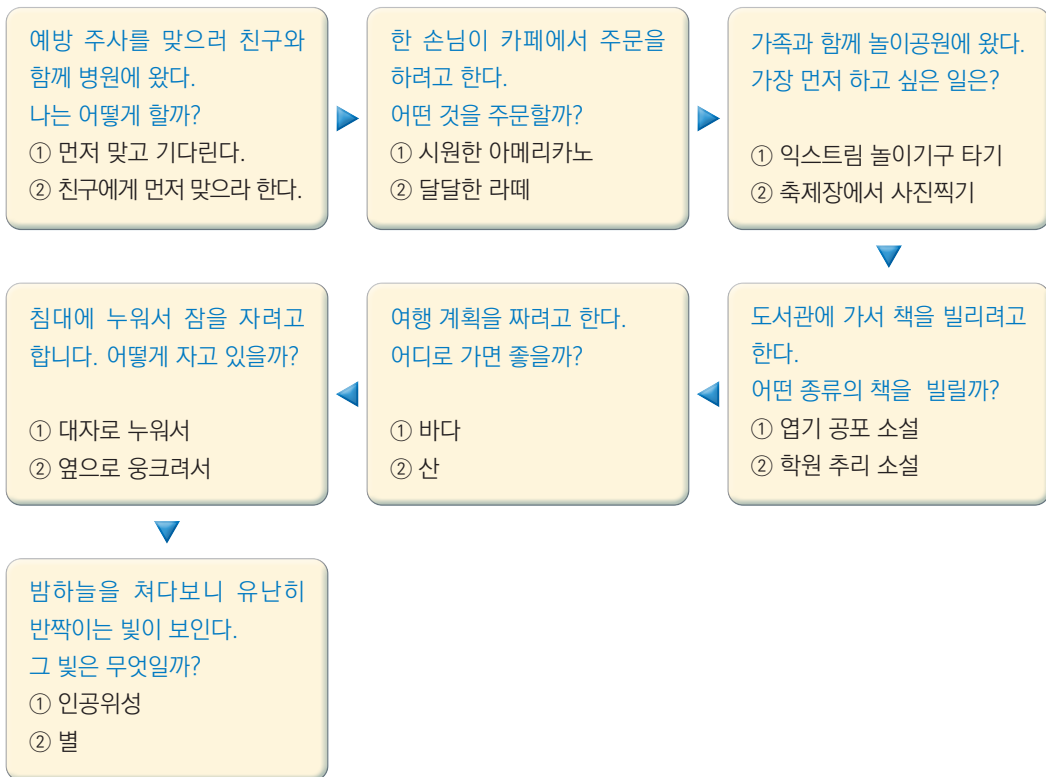 예방 주사를 맞으러 친구와
함께 병원에 왔다.
나는 어떻게 할까?
① 먼저 맞고 기다린다.
② 친구에게 먼저 맞으라 한다.
한 손님이 카페에서 주문을
하려고 한다.
어떤 것을 주문할까?
① 시원한 아메리카노
② 달달한 라떼
가족과 함께 놀이공원에 왔다.
가장 먼저 하고 싶은 일은?
① 익스트림 놀이기구 타기
② 축제장에서 사진찍기
도서관에 가서 책을 빌리려고
한다.
어떤 종류의 책을 빌릴까?
① 엽기 공포 소설
② 학원 추리 소설
여행 계획을 짜려고 한다.
어디로 가면 좋을까?
① 바다
② 산
침대에 누워서 잠을 자려고
합니다. 어떻게 자고 있을까?
① 대자로 누워서
② 옆으로 웅크려서
밤하늘을 쳐다보니 유난히
반짝이는 빛이 보인다.
그 빛은 무엇일까?
① 인공위성
② 별